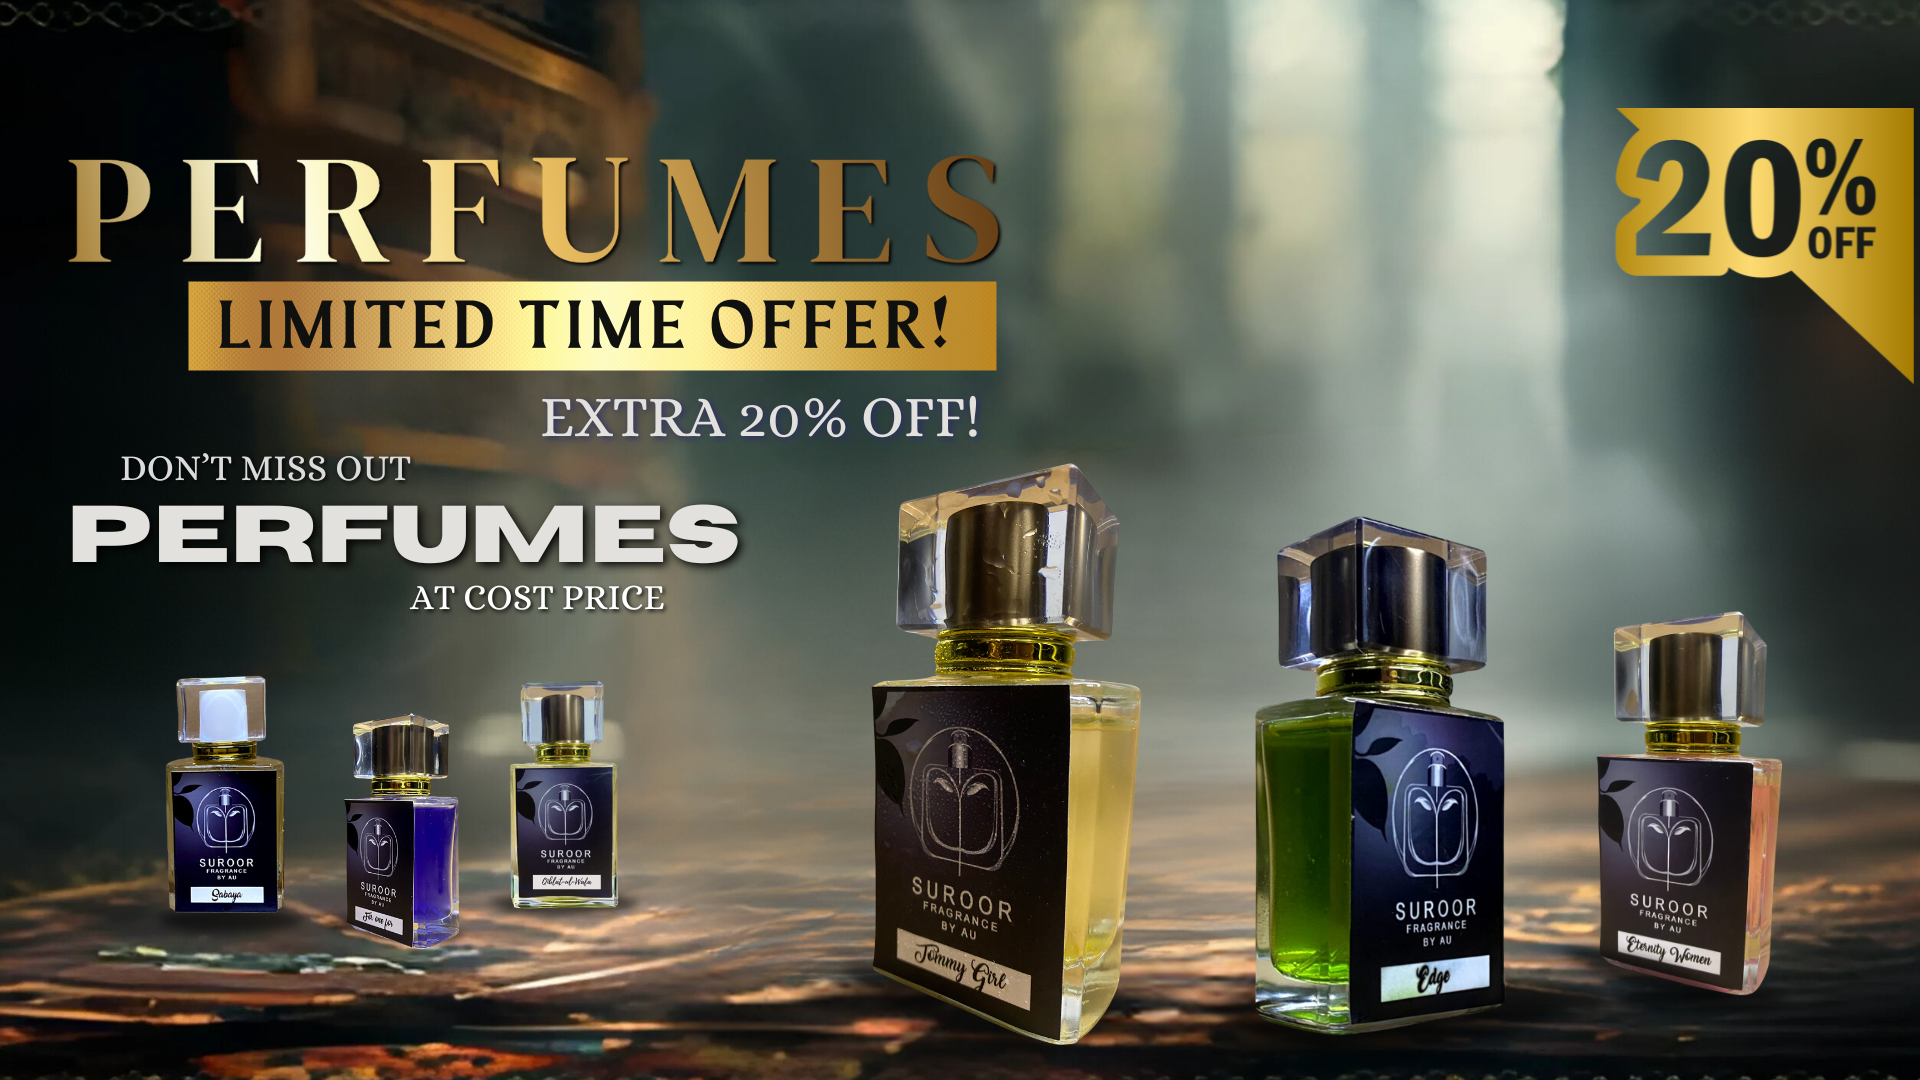 PERFUMES
LIMITED TIME OFFER!
EXTRA 20% OFF!
DON'T MISS OUT
PERFUMES
AT COST PRICE
20%
OFF
SUROOR
FRAGRANCE
BY AU
Sabaya
SUROOR
FRAGRANCE
BY AU
SUROOR
FRAGRANCE
BY AU
SUROOR
FRAGRANCE
BY AU
Tommy Girl
SUROOR
FRAGRANCE
BY AU
Edge
SUROOR
FRAGRANCE
BY AU
Eternity Women